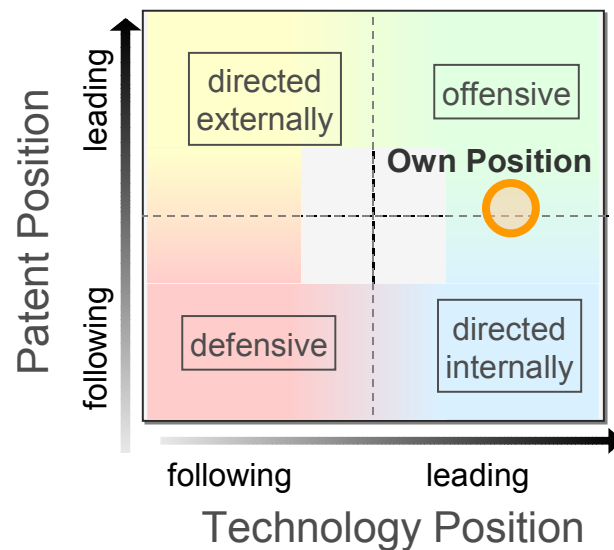 Patent Position
leading
following
directed
externally
offensive
Own Position
defensive
directed
internally
following
leading
Technology Position